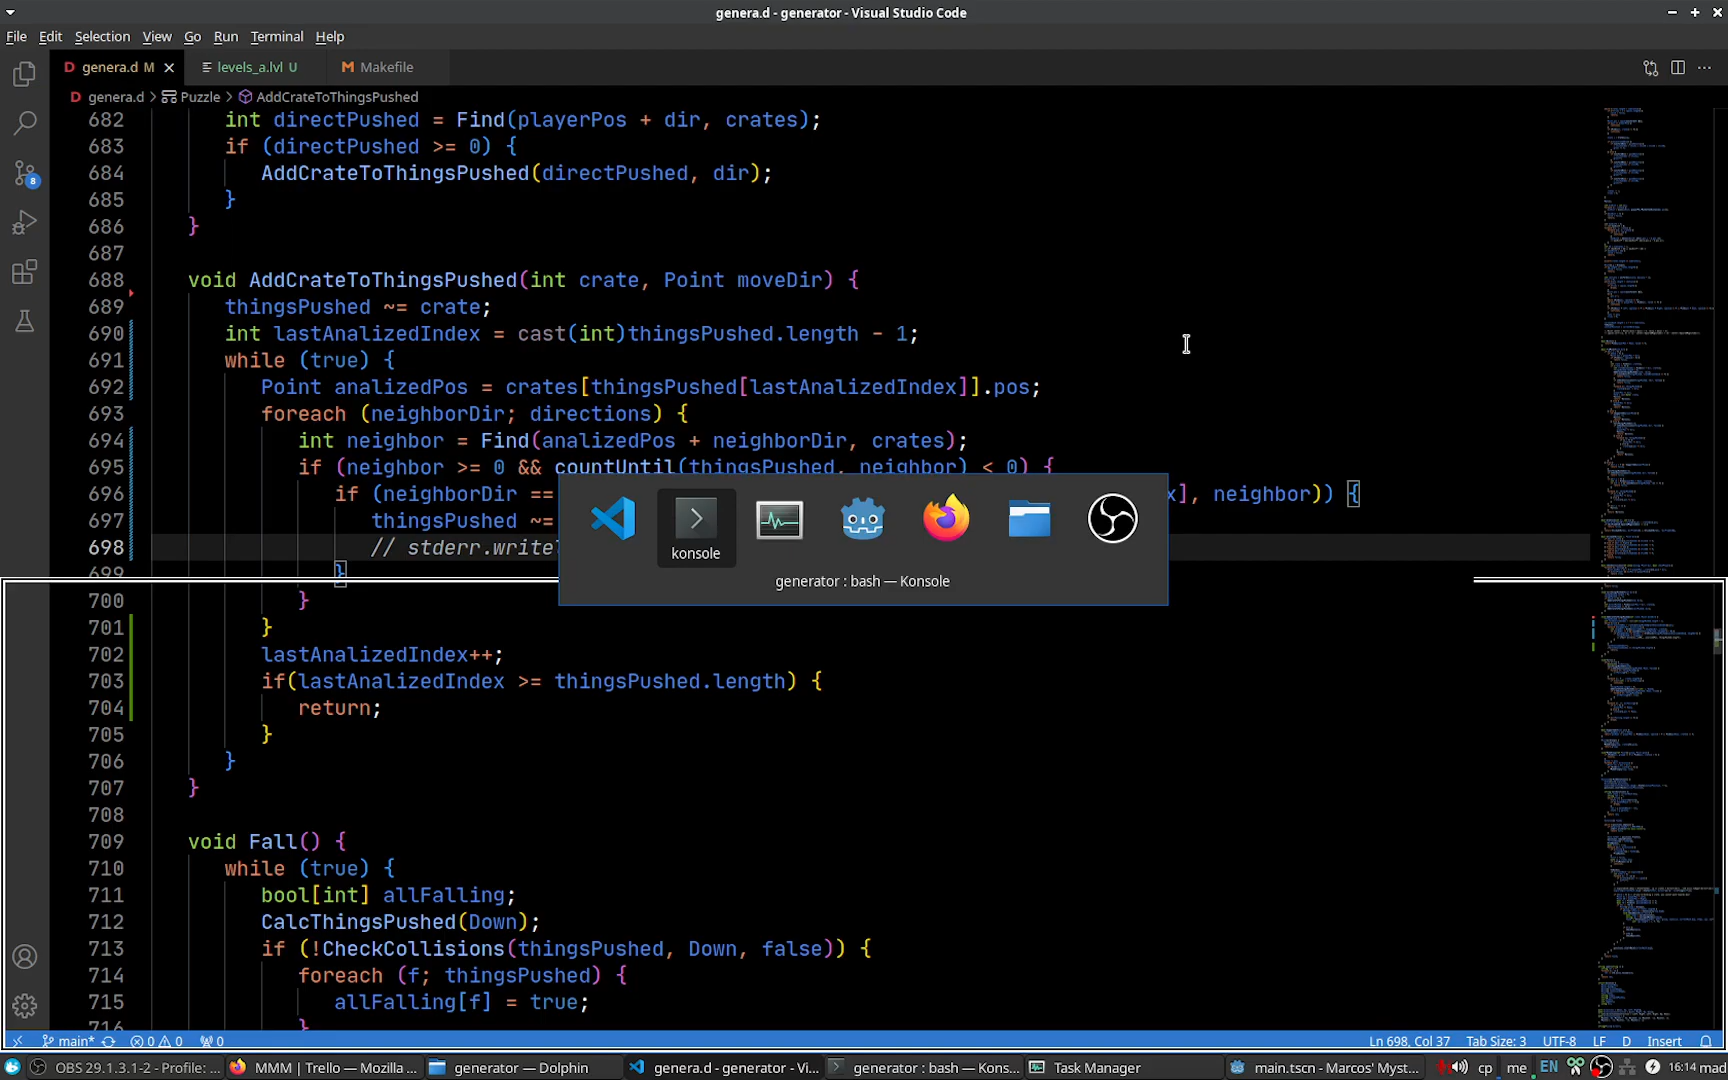 genera.d - generator - Visual Studio Code
File Edit Selection View Go Run Terminal Help
D genera.d M levels_a.lvl U Makefile
D genera.d > Puzzle > AddCrateToThingsPushed
682 int directPushed = Find(playerPos + dir, crates);
683 if (directPushed >= 0) {
684 AddCrateToThingsPushed(directPushed, dir);
685 }
686 }
687
688 void AddCrateToThingsPushed(int crate, Point moveDir) {
689 thingsPushed ~= crate;
690 int lastAnalizedIndex = cast(int)thingsPushed.length - 1;
691 while (true) {
692 Point analizedPos = crates[thingsPushed[lastAnalizedIndex]].pos;
693 foreach (neighborDir; directions) {
694 int neighbor = Find(analizedPos + neighborDir, crates);
695 if (neighbor >= 0 && countUntil(thingsPushed, neighbor) < 0) {
696 if (neighborDir == x], neighbor)) {
697 thingsPushed ~=
698 // stderr.write
699 }
konsole
generator : bash — Konsole
700 }
701 }
702 lastAnalizedIndex++;
703 if(lastAnalizedIndex >= thingsPushed.length) {
704 return;
705 }
706 }
707 }
708
709 void Fall() {
710 while (true) {
711 bool[int] allFalling;
712 CalcThingsPushed(Down);
713 if (!CheckCollisions(thingsPushed, Down, false)) {
714 foreach (f; thingsPushed) {
715 allFalling[f] = true;
716 }
8
main* 0 0 0 Ln 698, Col 37 Tab Size: 3 UTF-8 LF D Insert
OBS 29.1.3.1-2 - Profile: ... MMM | Trello — Mozilla ... generator — Dolphin genera.d - generator - Vi... generator : bash — Kons... Task Manager main.tscn - Marcos' Myst... cp me EN 16:14 mad